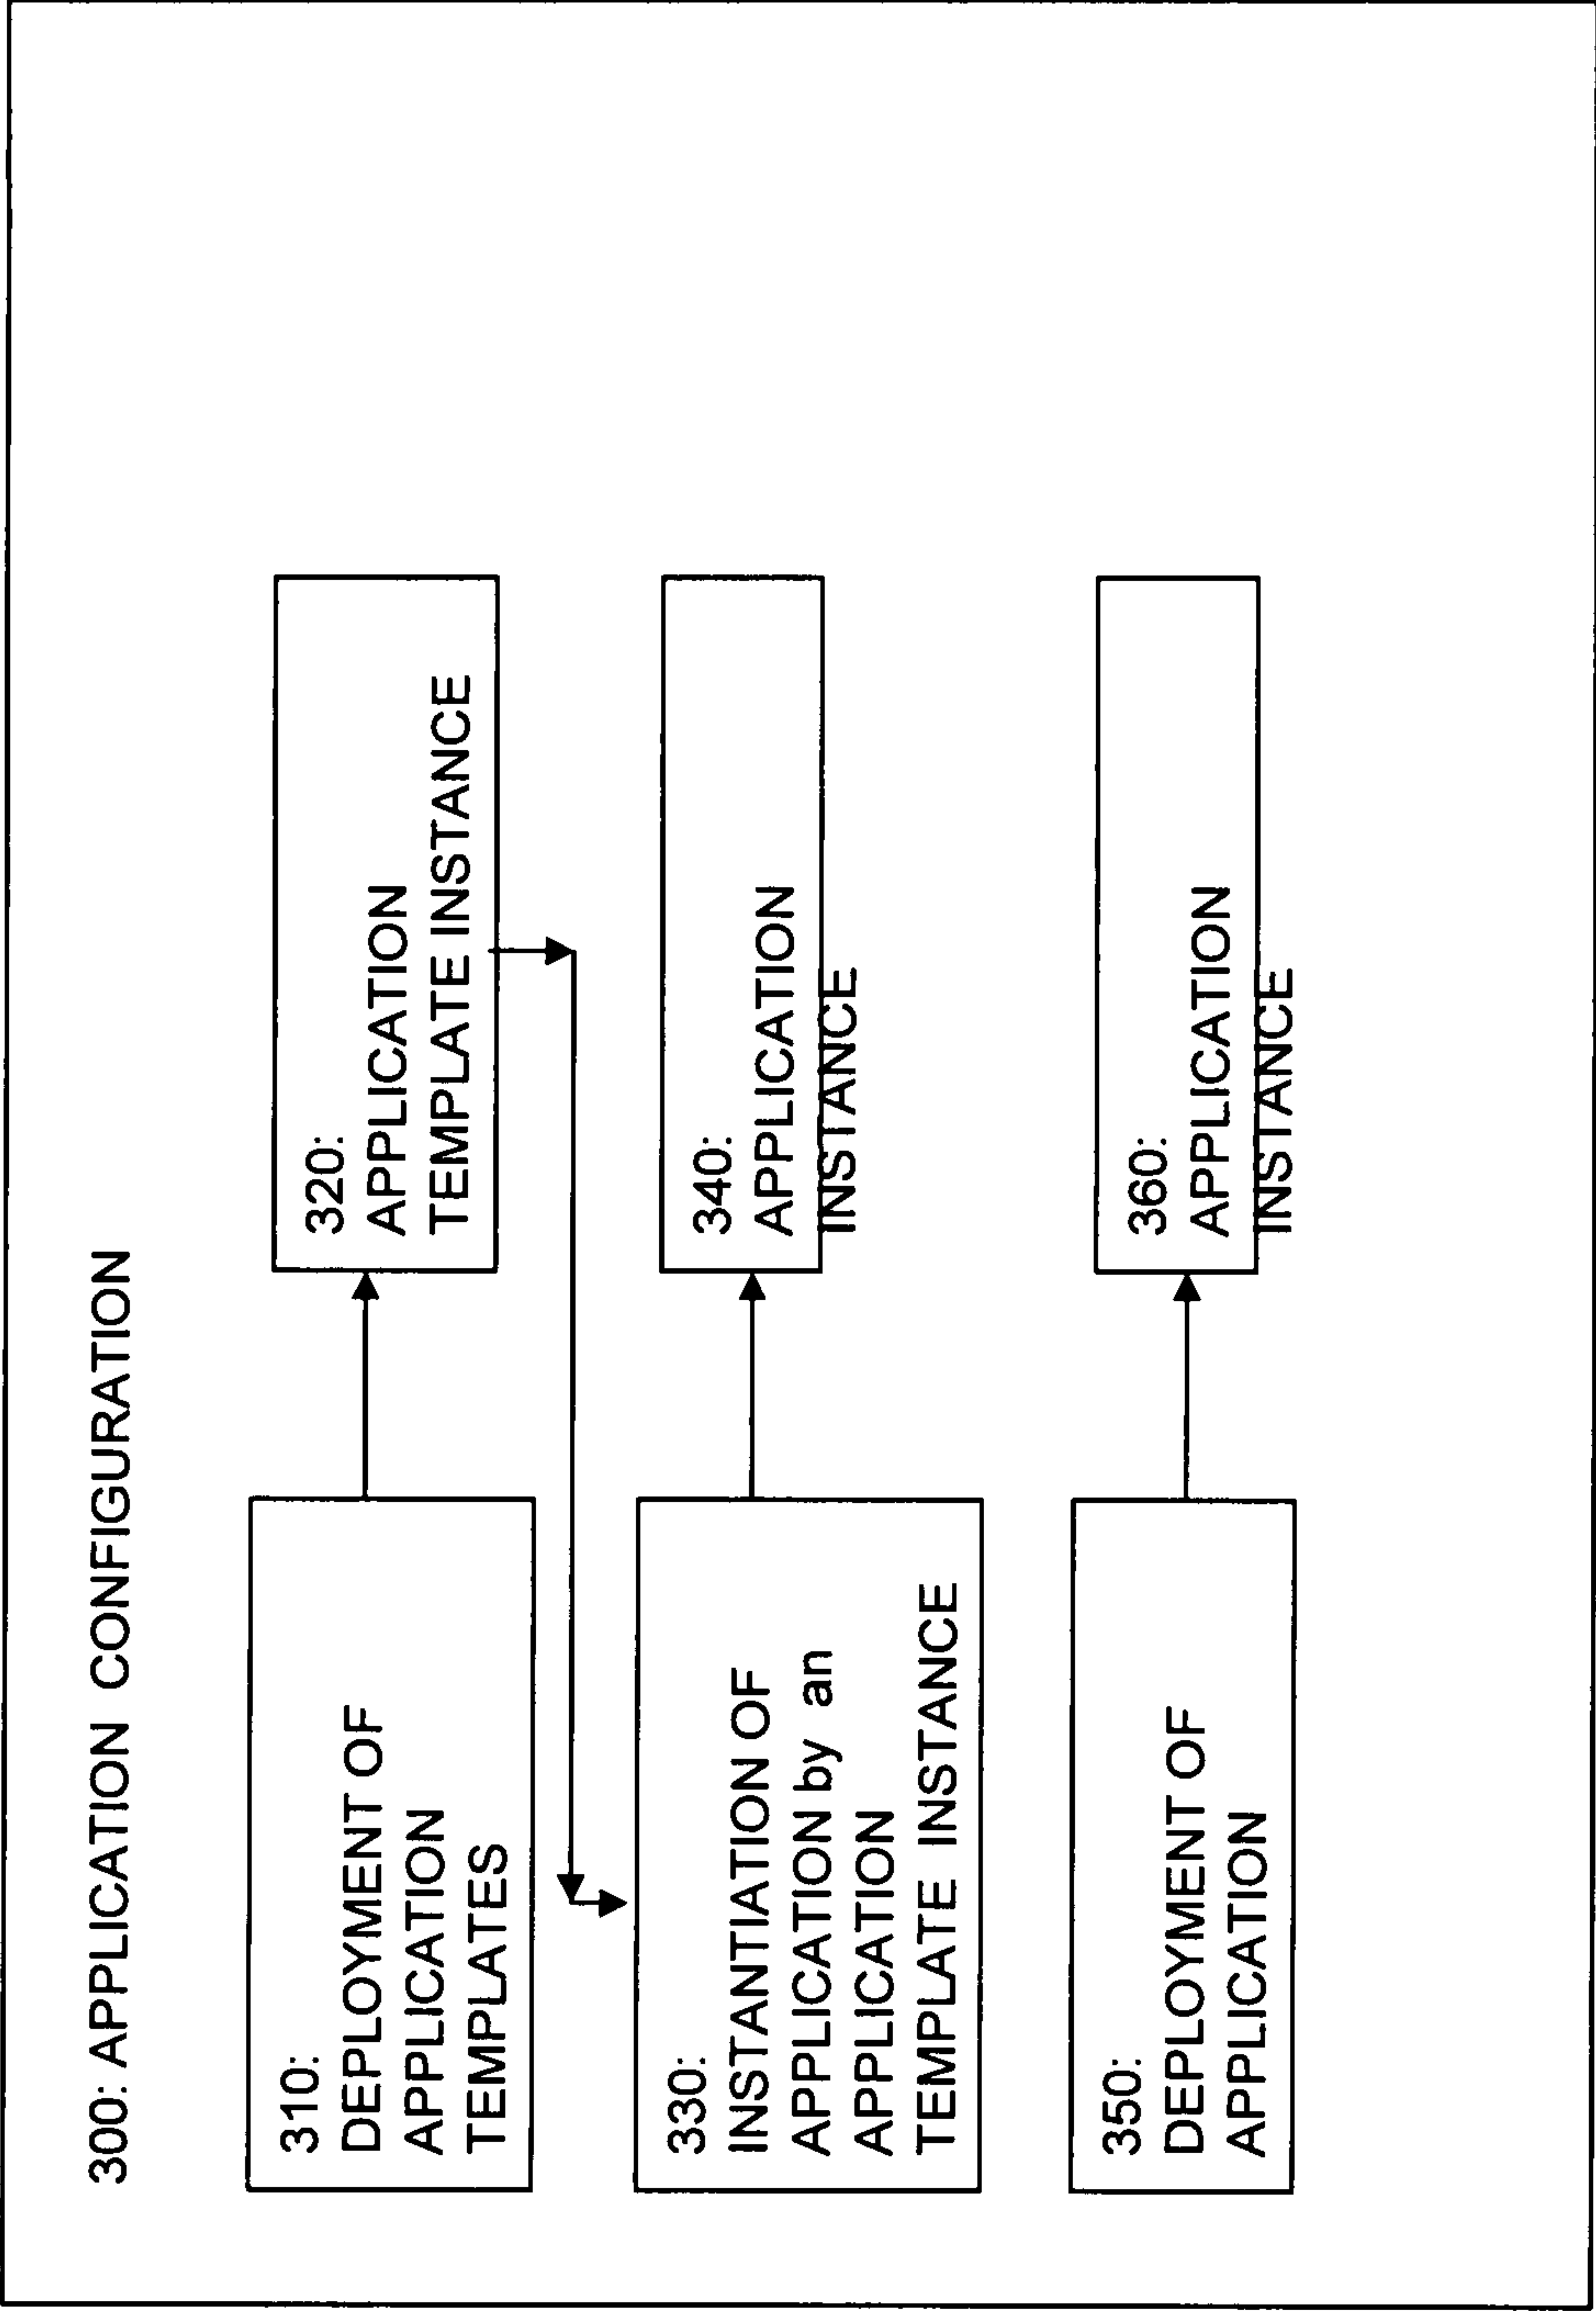 300: APPLICATION CONFIGURATION
310:
DEPLOYMENT OF
APPLICATION
TEMPLATES
320:
APPLICATION
TEMPLATE INSTANCE
330:
INSTANTIATION OF
APPLICATION by an
APPLICATION
TEMPLATE INSTANCE
340:
APPLICATION
INSTANCE
350:
DEPLOYMENT OF
APPLICATION
360:
APPLICATION
INSTANCE